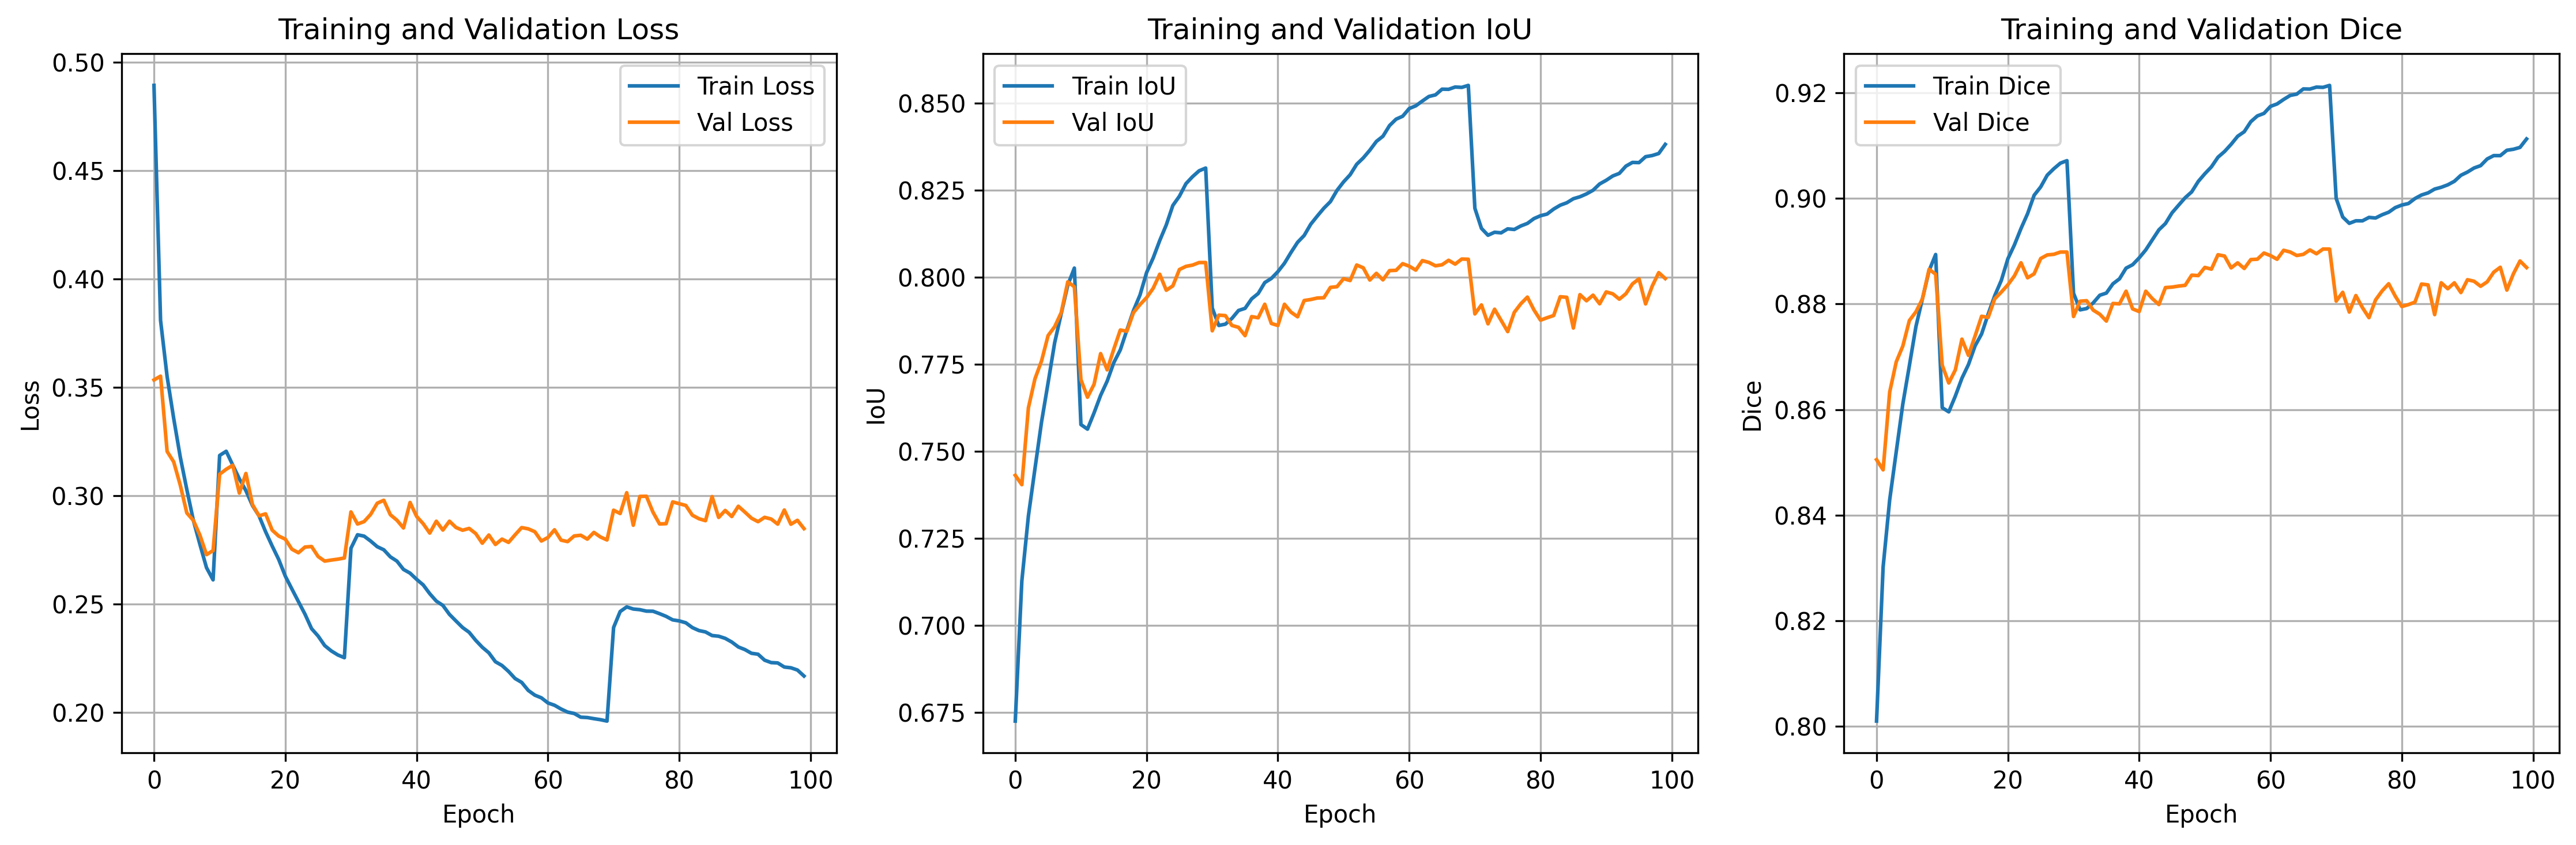 Training and Validation Loss
0.50
0.45
0.40
0.35
0.30
0.25
0.20
Loss
Train Loss
Val Loss
0 20 40 60 80 100
Epoch
Training and Validation IoU
0.850
0.825
0.800
0.775
0.750
0.725
0.700
0.675
IoU
Train IoU
Val IoU
0 20 40 60 80 100
Epoch
Training and Validation Dice
0.92
0.90
0.88
0.86
0.84
0.82
0.80
Dice
Train Dice
Val Dice
0 20 40 60 80 100
Epoch